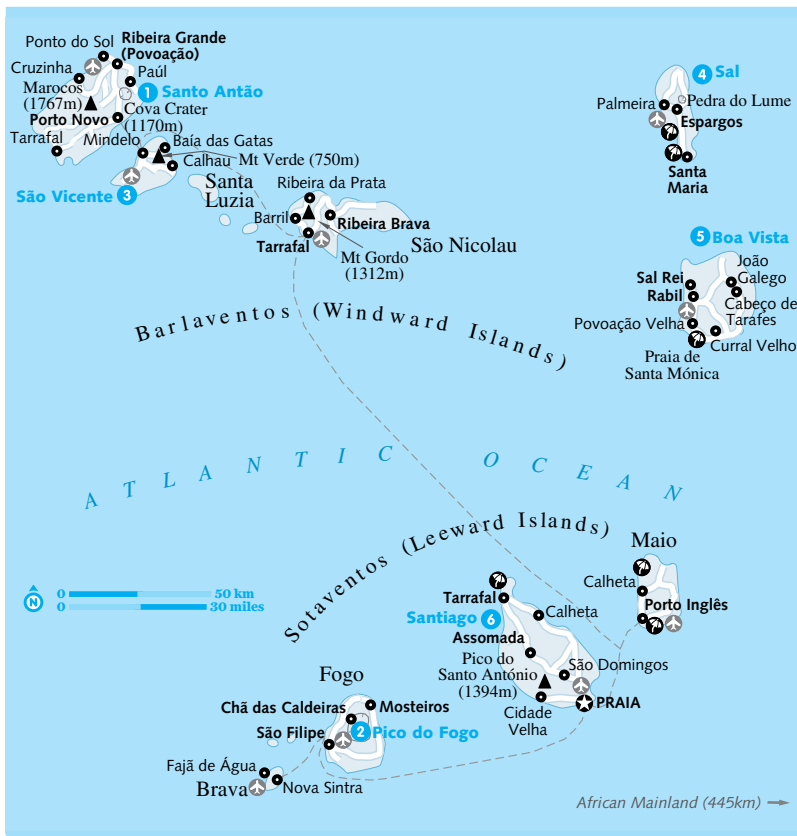 Ponto do Sol
Ribeira Grande
(Povoação)
Cruzinha
Paúl
Marocos
(1767m)
1 Santo Antão
Cova Crater
(1170m)
Porto Novo
Tarrafal
Mindelo
Baía das Gatas
Calhau
Mt Verde (750m)
São Vicente 3
Santa
Luzia
Ribeira da Prata
Barril
Ribeira Brava
Tarrafal
São Nicolau
Mt Gordo
(1312m)
4 Sal
Palmeira
Pedra do Lume
Espargos
Santa
Maria
5 Boa Vista
João
Galego
Sal Rei
Rabil
Cabeço de
Tarafes
Povoação Velha
Curral Velho
Praia de
Santa Mónica
Barlaventos (Windward Islands)
ATLANTIC OCEAN
Sotaventos (Leeward Islands)
N
0 50 km
0 30 miles
Maio
Calheta
Porto Inglês
Tarrafal
Santiago 6
Calheta
Assomada
Pico do
Santo António
(1394m)
São Domingos
PRAIA
Cidade
Velha
Fogo
Chã das Caldeiras
Mosteiros
São Filipe
2 Pico do Fogo
Fajã de Água
Brava
Nova Sintra
African Mainland (445km)